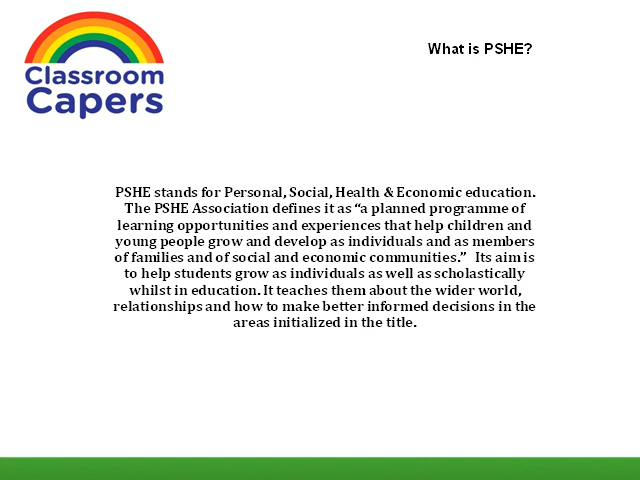 Classroom
Capers
What is PSHE?
PSHE stands for Personal, Social, Health & Economic education.
The PSHE Association defines it as “a planned programme of
learning opportunities and experiences that help children and
young people grow and develop as individuals and as members
of families and of social and economic communities.” Its aim is
to help students grow as individuals as well as scholastically
whilst in education. It teaches them about the wider world,
relationships and how to make better informed decisions in the
areas initialized in the title.